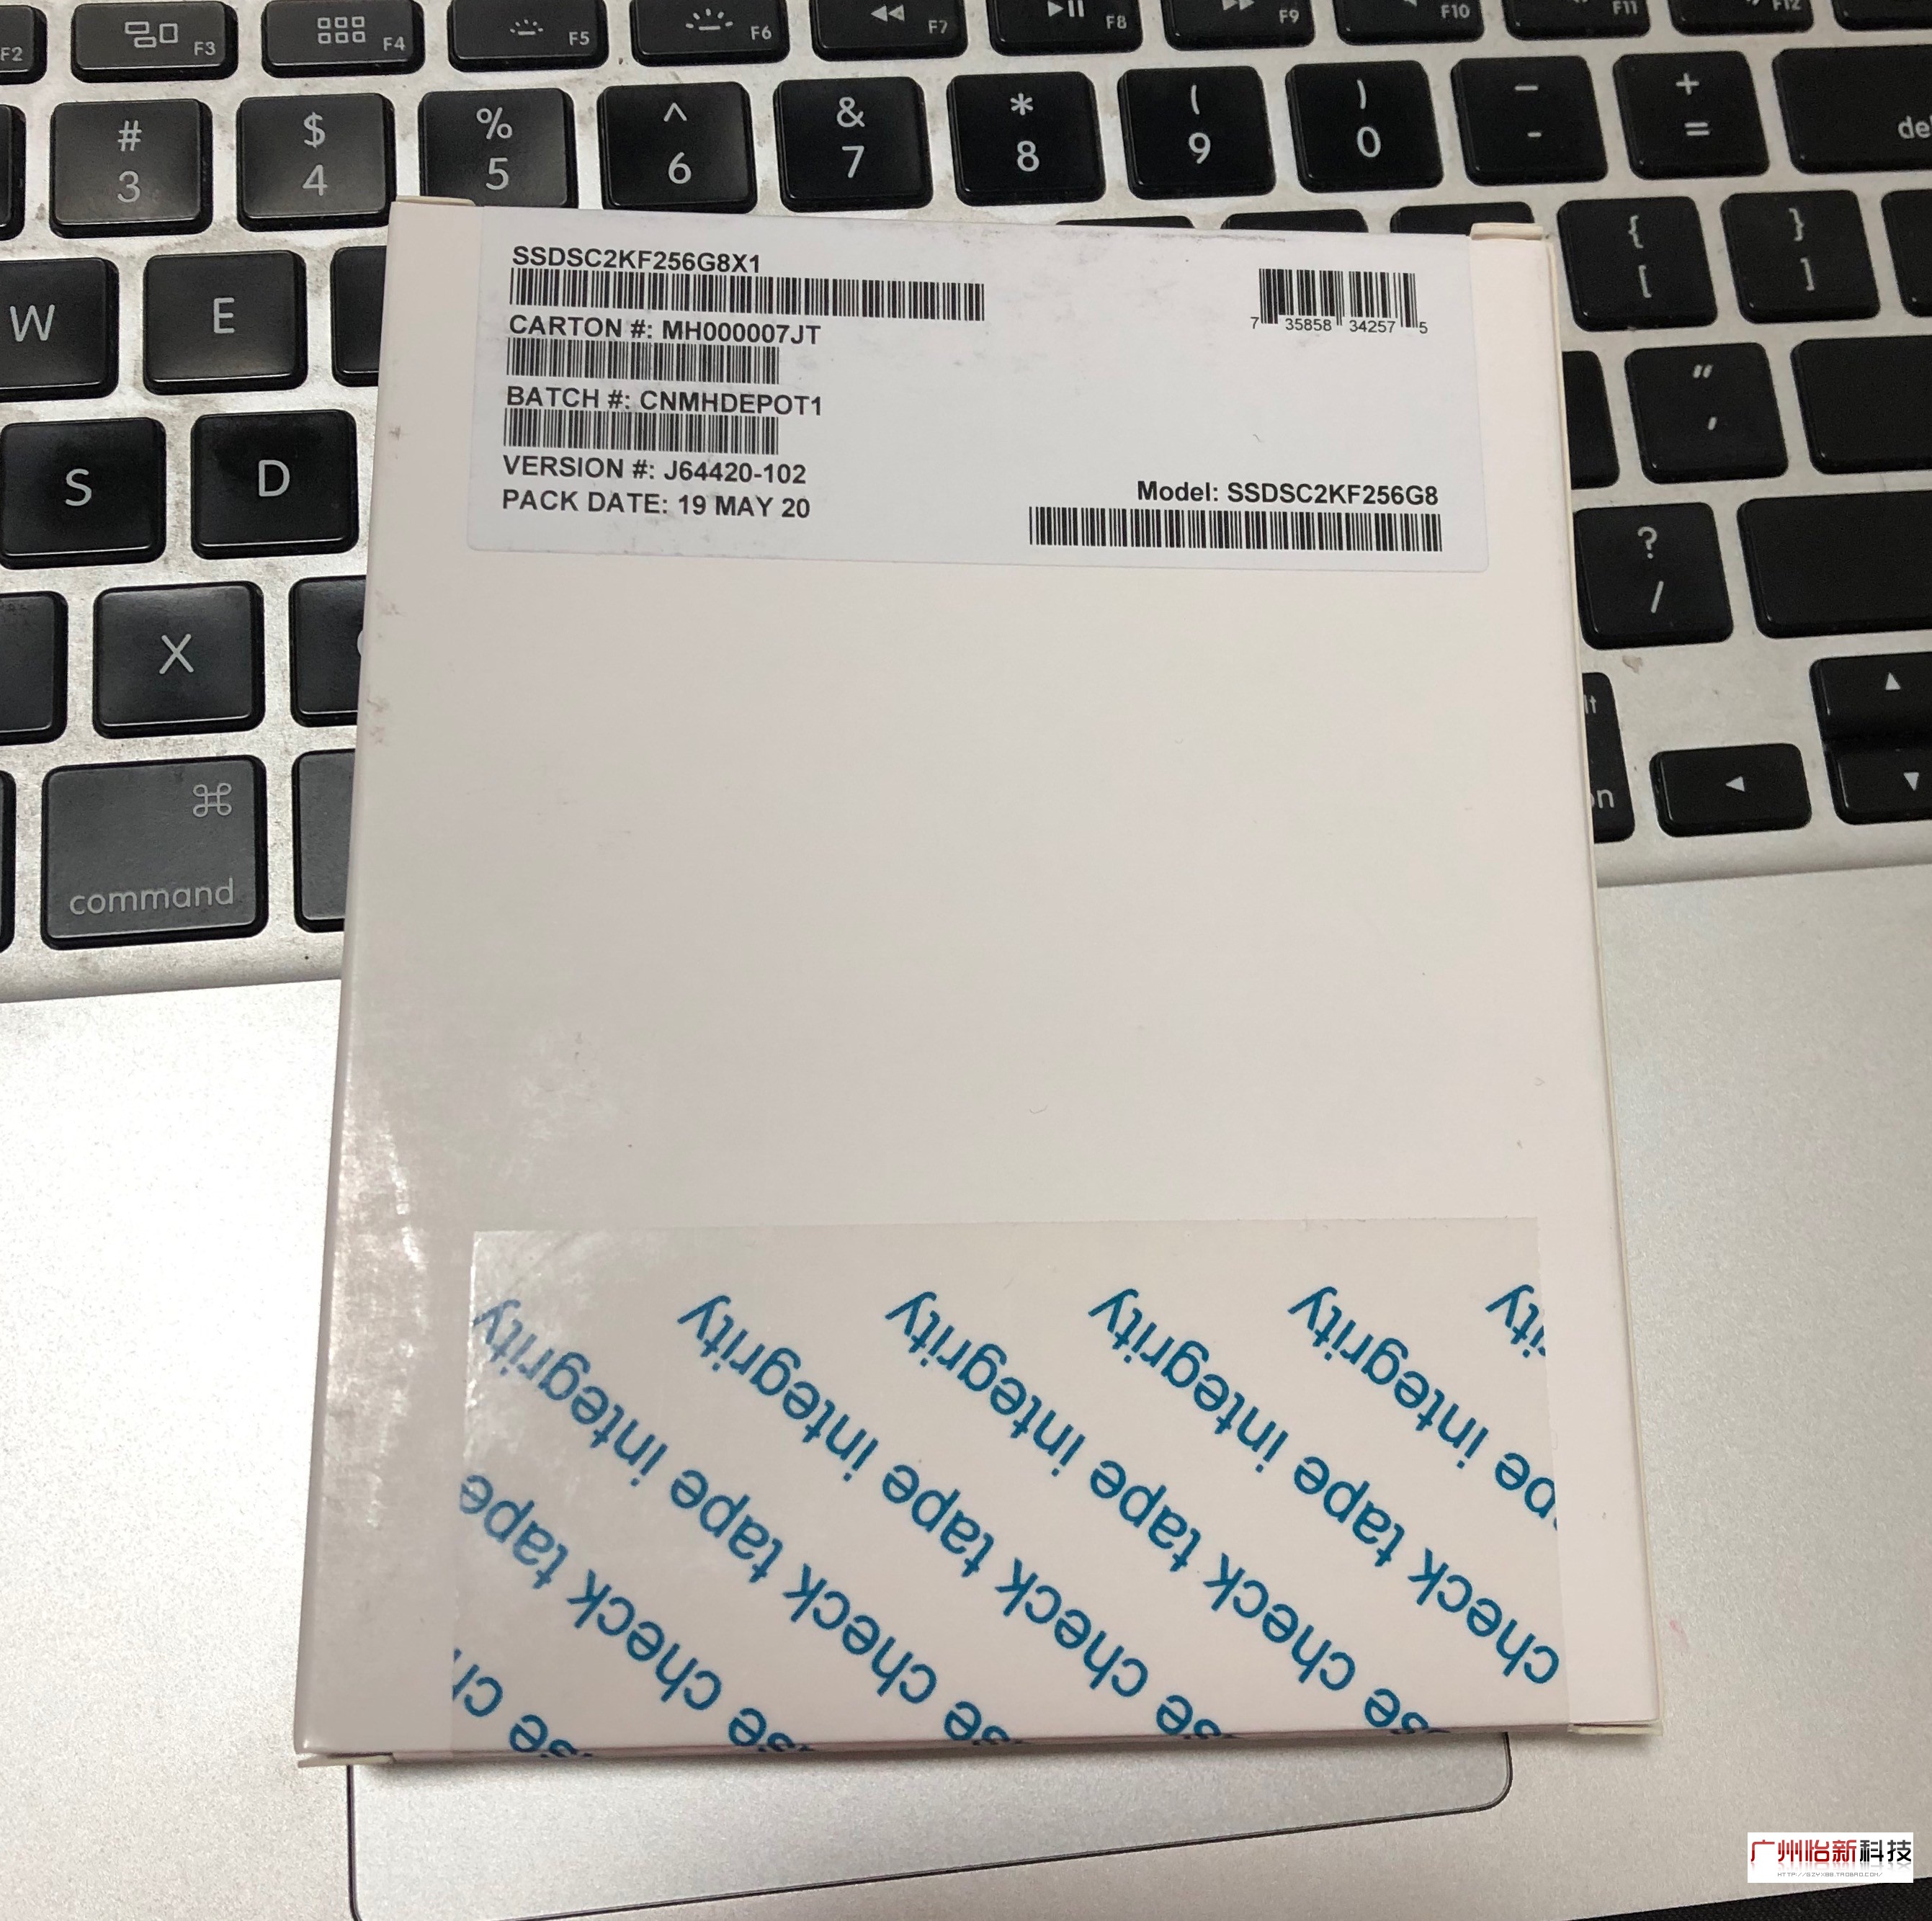 F2 F3 F4 F5 F6 F7 F8 F9 F10 F11 F12
# $ % ^ & * ( ) — +
3 4 5 6 7 8 9 0 - =
W E
{ }
[ ]
S D
"
'
X
?
/
command
SSDSC2KF256G8X1
CARTON #: MH000007JT
BATCH #: CNMHDEPOT1
VERSION #: J64420-102
PACK DATE: 19 MAY 20
7 35858 34257 5
Model: SSDSC2KF256G8
check tape integrity
check tape integrity
check tape integrity
check tape integrity
check tape
广州怡新科技